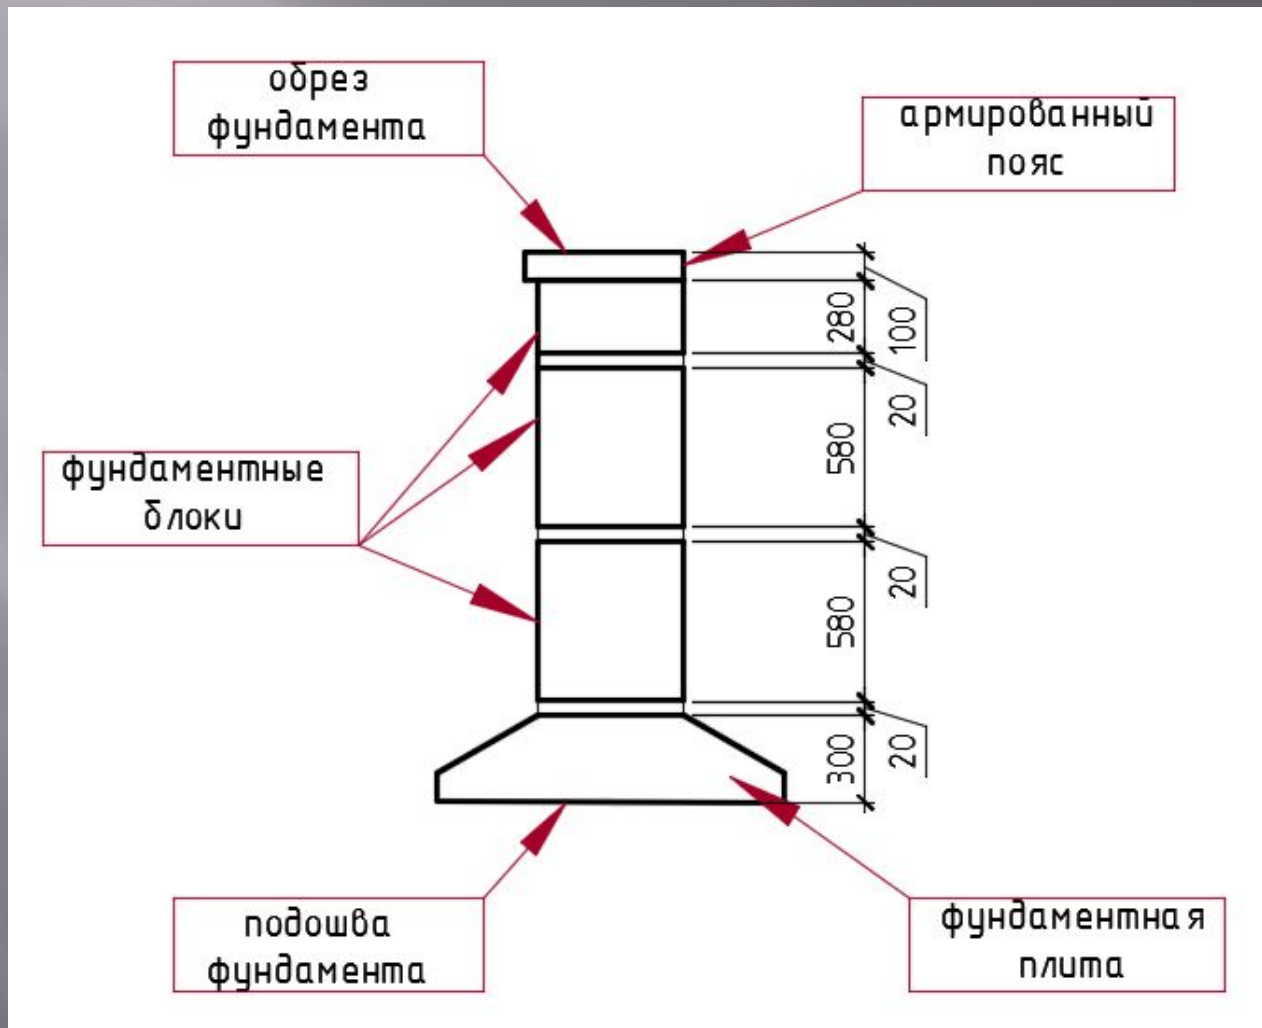 обрез
фундамента
армированный
пояс
280
100
20
580
фундаментные
блоки
20
580
20
300
подошва
фундамента
фундаментная
плита